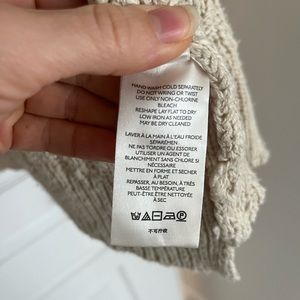 HAND WASH COLD SEPARATELY
DO NOT WRING OR TWIST
USE ONLY NON-CHLORINE
BLEACH
RESHAPE LAY FLAT TO DRY
LOW IRON AS NEEDED
MAY BE DRY CLEANED
LAVER À LA MAIN À L'EAU FROIDE
SÉPARÉMEN
NE PAS TORDRE OU ESSORER
UTILISER UN AGENT DE
BLANCHIMENT SANS CHLORE SI
NÉCESSAIRE
METTRE EN FORME ET SÉCHER
À PLAT
REPASSER, AU BESOIN, À TRÈS
BASSE TEMPÉRATURE
PEUT-ÊTRE ÊTRE NETTOYÉE
À SEC
不可拧绞